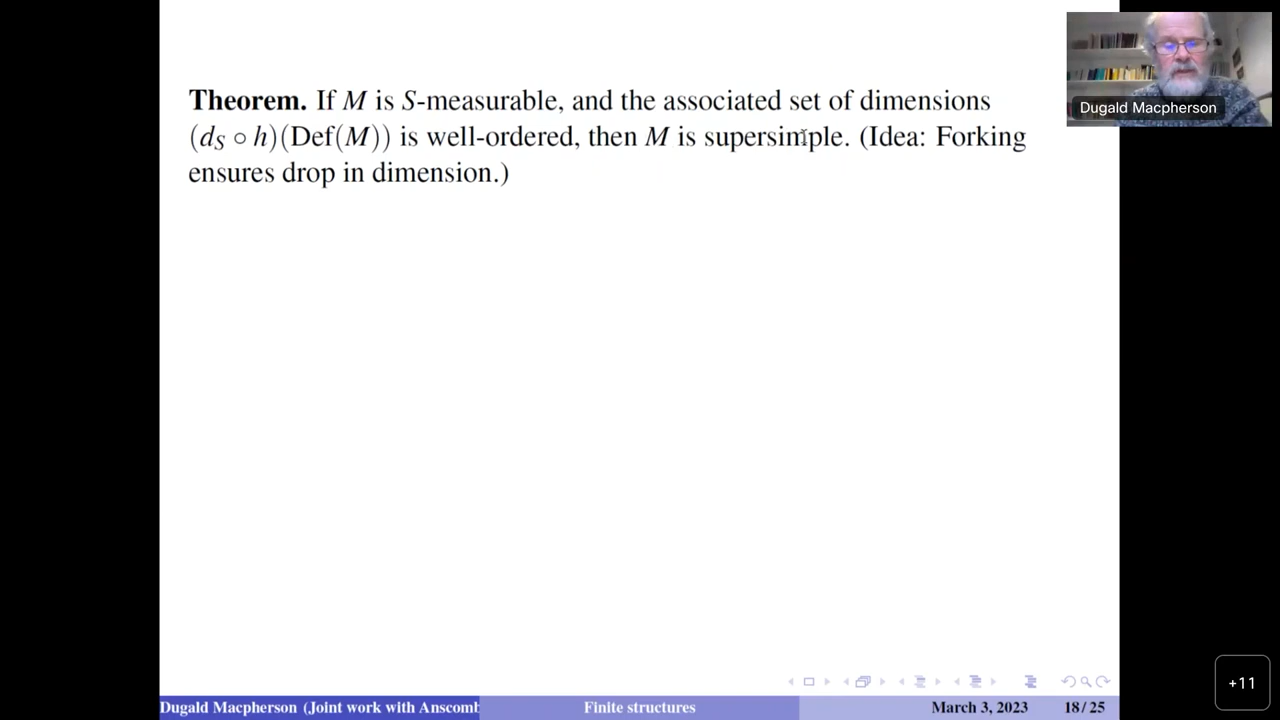 Dugald Macpherson
Theorem. If M is S-measurable, and the associated set of dimensions
(d_S ∘ h)(Def(M)) is well-ordered, then M is supersimple. (Idea: Forking
ensures drop in dimension.)
+11
Dugald Macpherson (Joint work with Anscomb
Finite structures
March 3, 2023
18 / 25